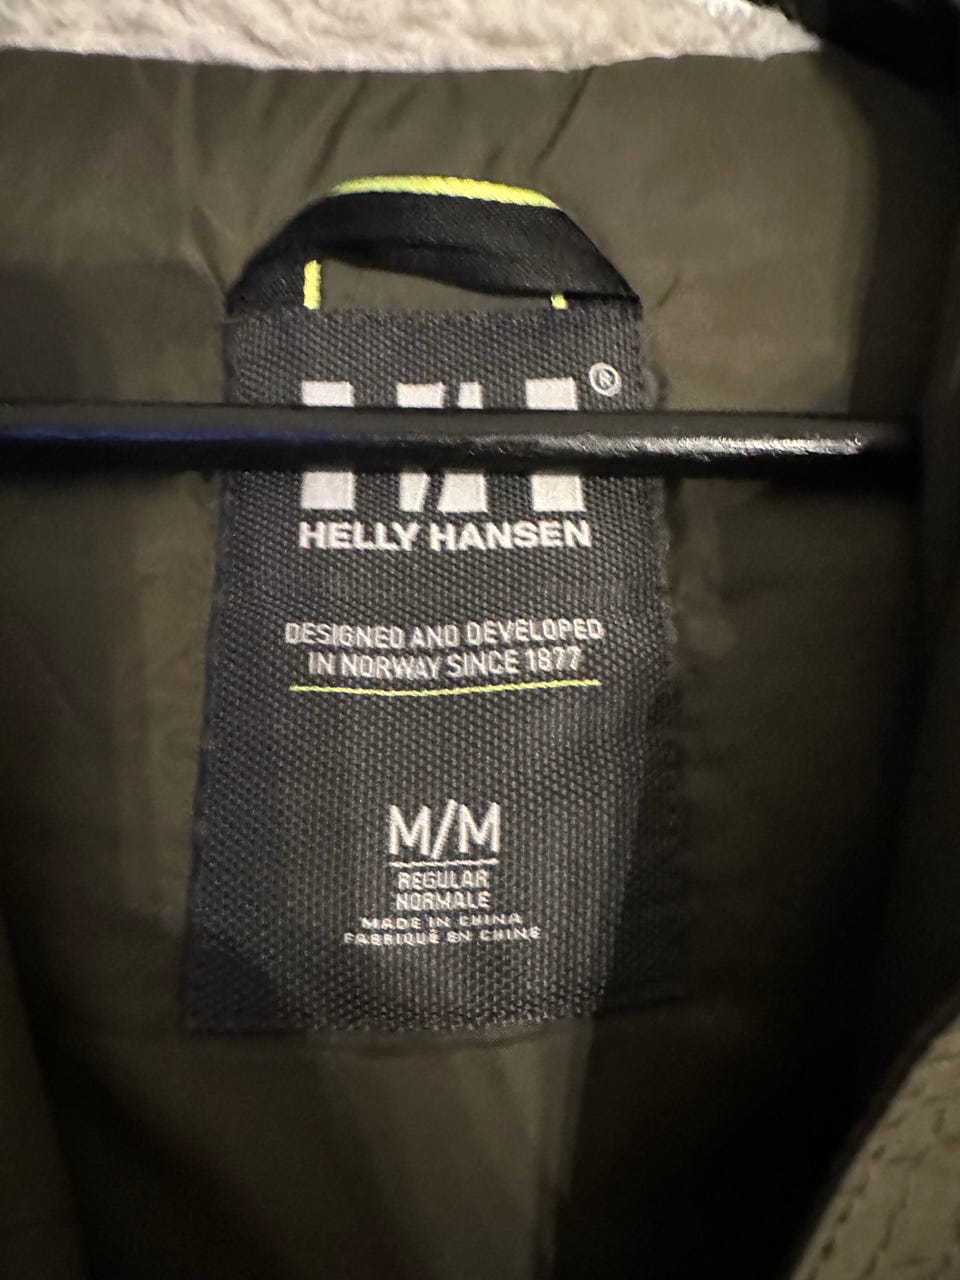 HH®
HELLY HANSEN
DESIGNED AND DEVELOPED
IN NORWAY SINCE 1877
M/M
REGULAR
NORMALE
MADE IN CHINA
FABRIQUÉ EN CHINE